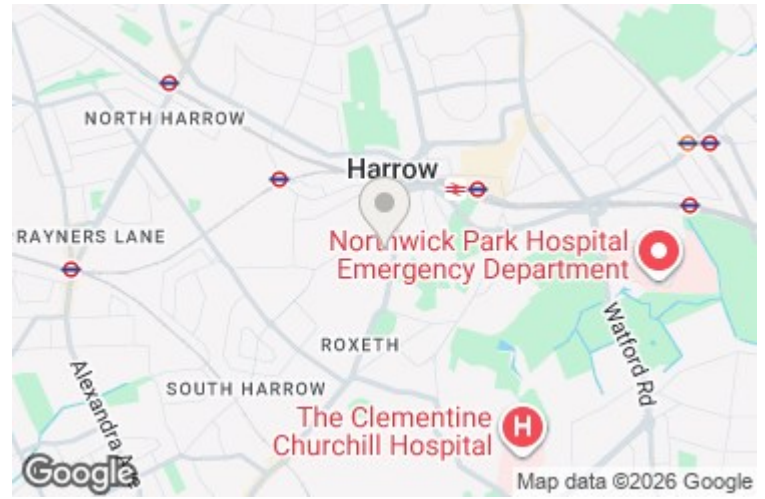 NORTH HARROW
Harrow
RAYNERS LANE
Northwick Park Hospital
Emergency Department
ROXETH
Watford Rd
SOUTH HARROW
Alexandra Ave
The Clementine
Churchill Hospital
H
Google
Map data ©2026 Google